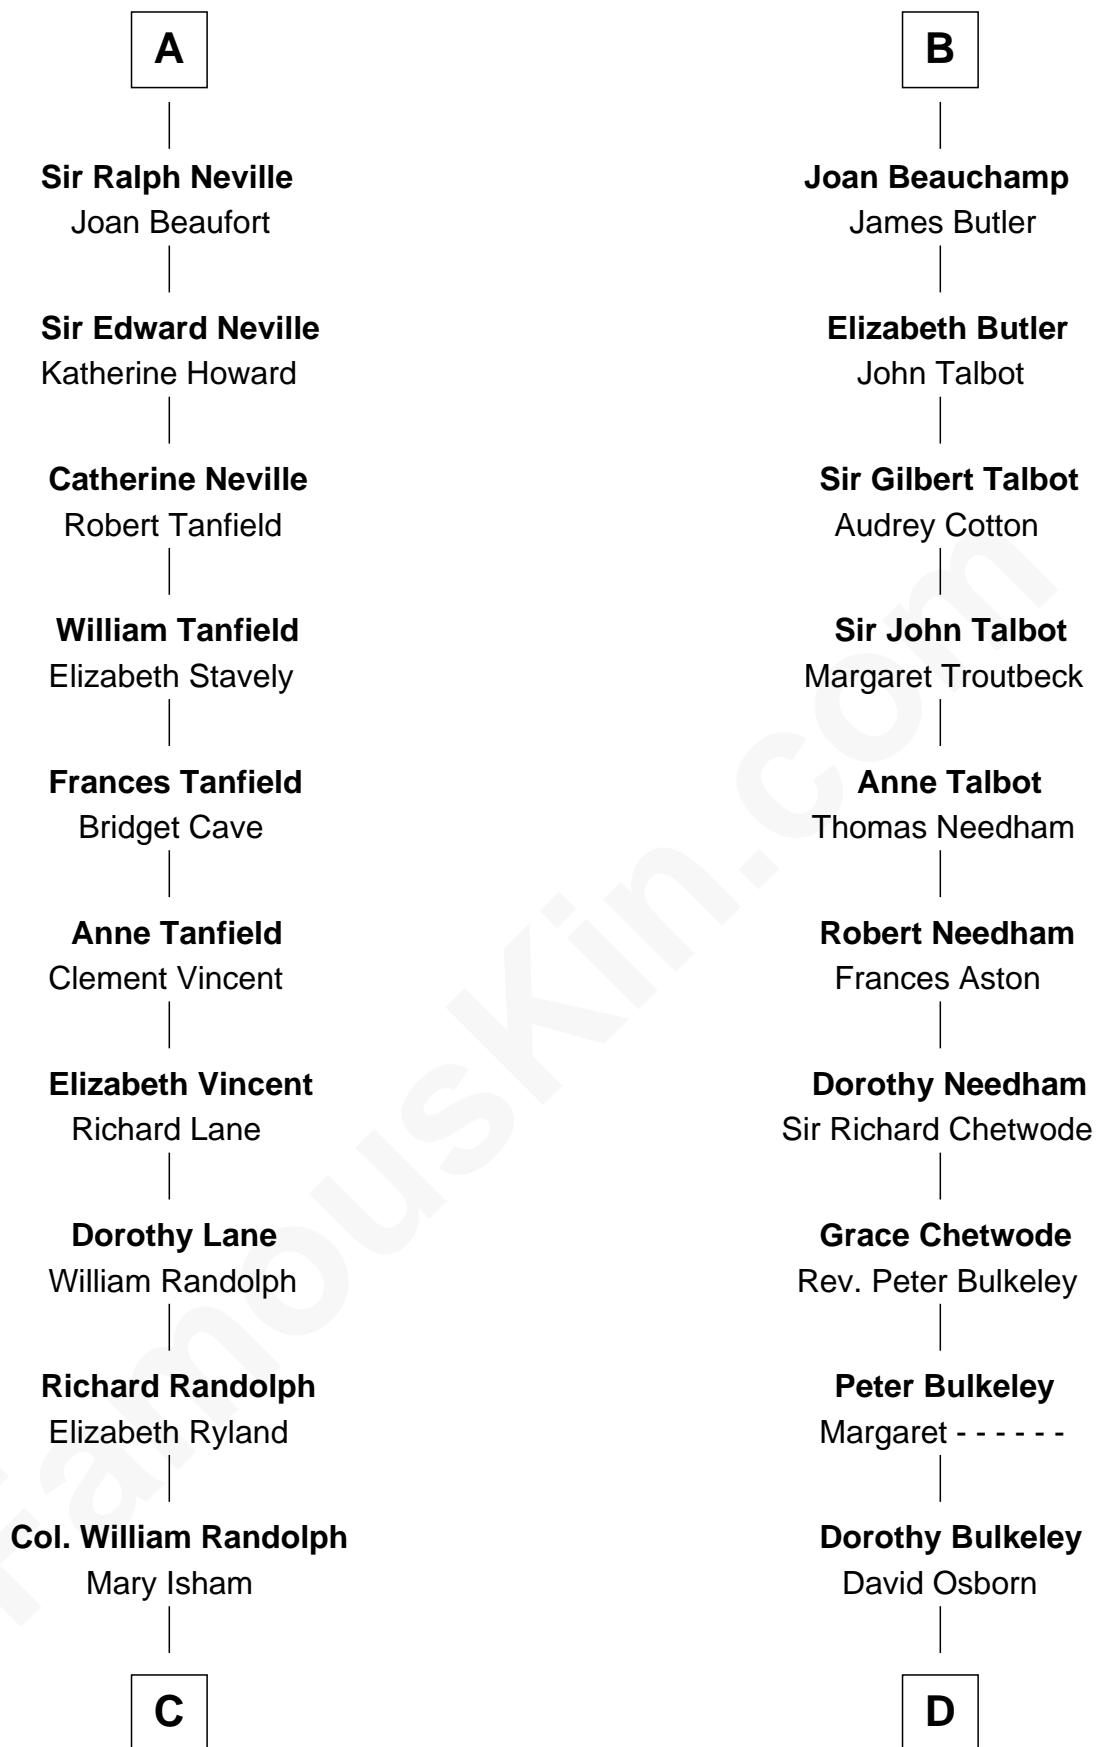 A
Sir Ralph Neville
Joan Beaufort
Sir Edward Neville
Katherine Howard
Catherine Neville
Robert Tanfield
William Tanfield
Elizabeth Stavely
Frances Tanfield
Bridget Cave
Anne Tanfield
Clement Vincent
Elizabeth Vincent
Richard Lane
Dorothy Lane
William Randolph
Richard Randolph
Elizabeth Ryland
Col. William Randolph
Mary Isham
C
B
Joan Beauchamp
James Butler
Elizabeth Butler
John Talbot
Sir Gilbert Talbot
Audrey Cotton
Sir John Talbot
Margaret Troutbeck
Anne Talbot
Thomas Needham
Robert Needham
Frances Aston
Dorothy Needham
Sir Richard Chetwode
Grace Chetwode
Rev. Peter Bulkeley
Peter Bulkeley
Margaret - - - - - -
Dorothy Bulkeley
David Osborn
D
FamousKin.com